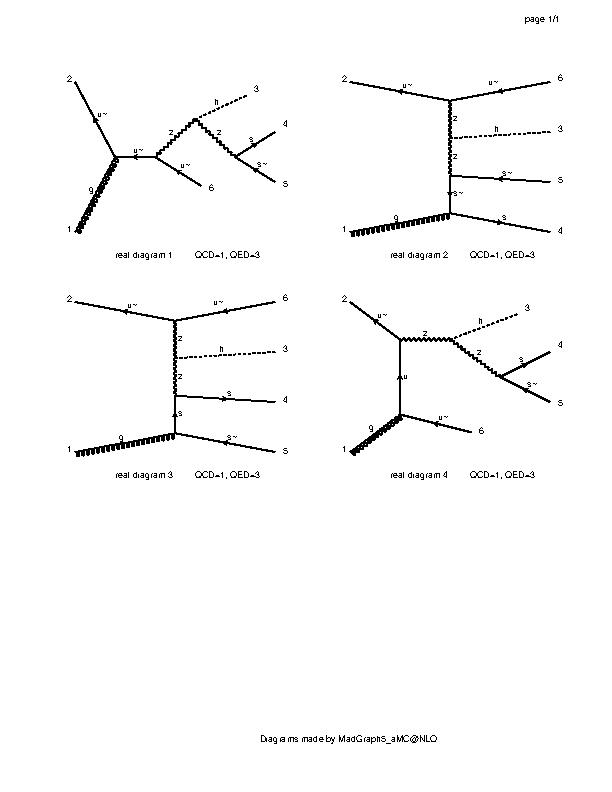 page 1/1
2
u~
g
1
u~
z
h
3
z
s
4
s~
5
u~
6
real diagram 1 QCD=1, QED=3
2
u~
u~
6
z
h
3
z
s~
5
s~
g
1
s
4
real diagram 2 QCD=1, QED=3
2
u~
u~
6
z
h
3
z
s
4
s
g
1
s~
5
real diagram 3 QCD=1, QED=3
2
u~
z
h
3
z
s
4
s~
5
u
g
1
u~
6
real diagram 4 QCD=1, QED=3
Diagrams made by MadGraph5_aMC@NLO